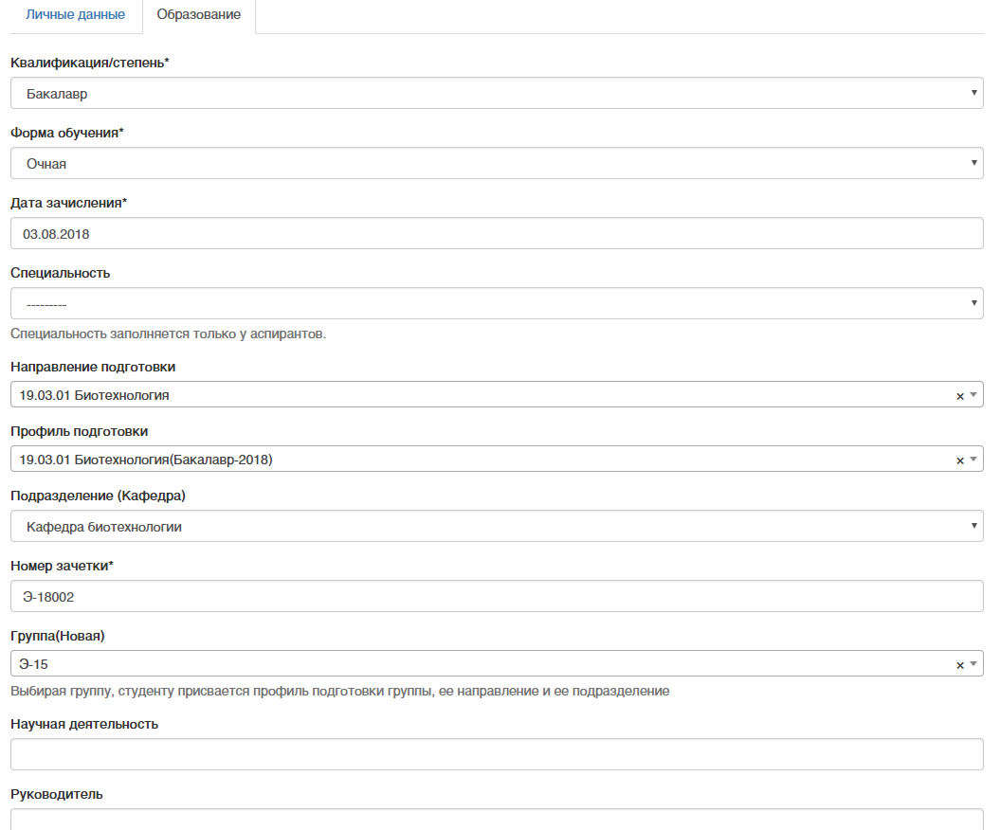 Личные данные Образование
Квалификация/степень*
Бакалавр
Форма обучения*
Очная
Дата зачисления*
03.08.2018
Специальность
---------
Специальность заполняется только у аспирантов.
Направление подготовки
19.03.01 Биотехнология
Профиль подготовки
19.03.01 Биотехнология(Бакалавр-2018)
Подразделение (Кафедра)
Кафедра биотехнологии
Номер зачетки*
Э-18002
Группа(Новая)
Э-15
Выбирая группу, студенту присвается профиль подготовки группы, ее направление и ее подразделение
Научная деятельность
Руководитель